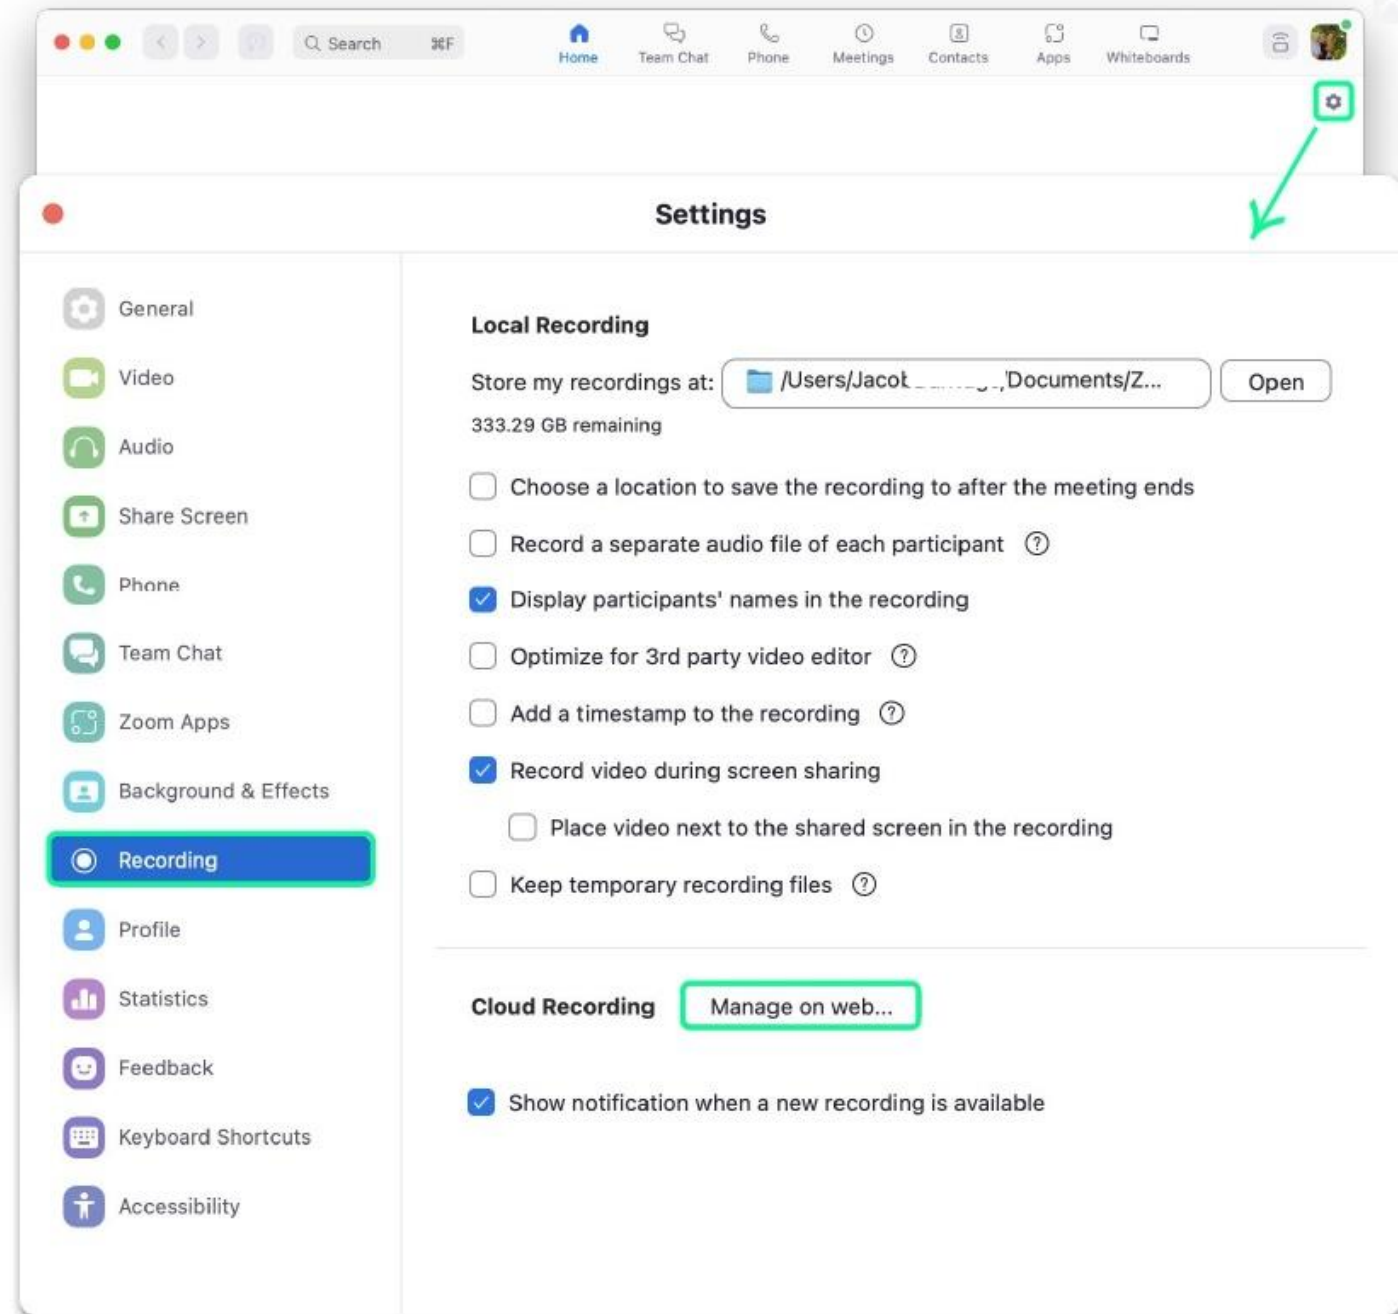 Search ⌘F
Home Team Chat Phone Meetings Contacts Apps Whiteboards
Settings
General
Video
Audio
Share Screen
Phone
Team Chat
Zoom Apps
Background & Effects
Recording
Profile
Statistics
Feedback
Keyboard Shortcuts
Accessibility
Local Recording
Store my recordings at: /Users/Jacob /Documents/Z... Open
333.29 GB remaining
Choose a location to save the recording to after the meeting ends
Record a separate audio file of each participant ?
Display participants' names in the recording
Optimize for 3rd party video editor ?
Add a timestamp to the recording ?
Record video during screen sharing
Place video next to the shared screen in the recording
Keep temporary recording files ?
Cloud Recording Manage on web...
Show notification when a new recording is available